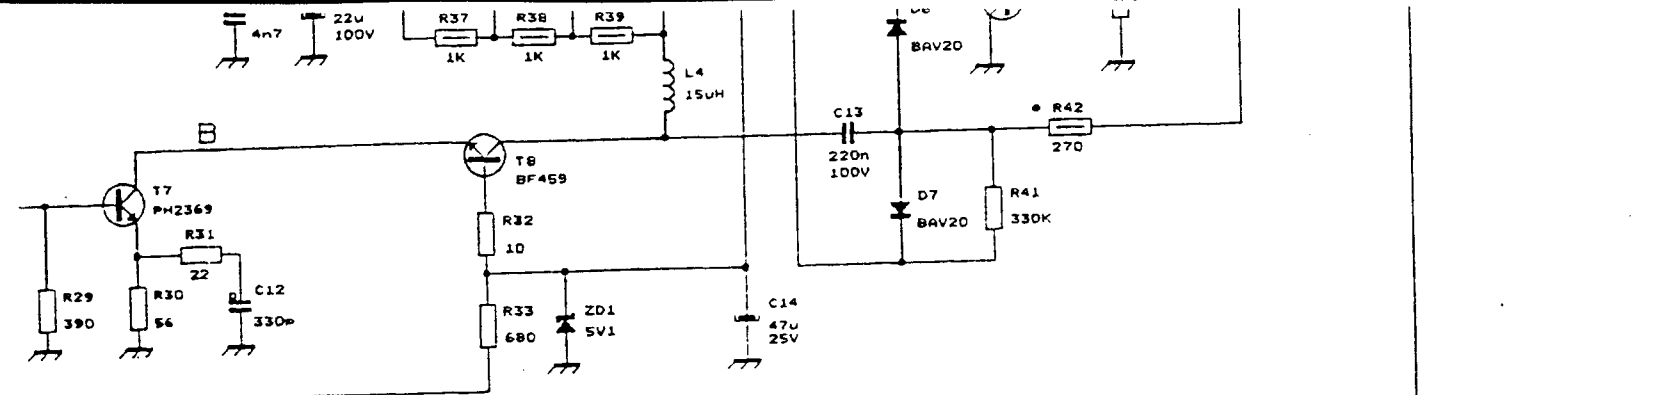 4n7
22u
100V
R37
1K
R38
1K
R39
1K
L4
15uH
D6
BAV20
C13
220n
100V
R42
270
B
T8
BF459
T7
PH2369
D7
BAV20
R41
330K
R32
10
R31
22
R29
390
R30
56
C12
330p
R33
680
ZD1
5V1
C14
47u
25V